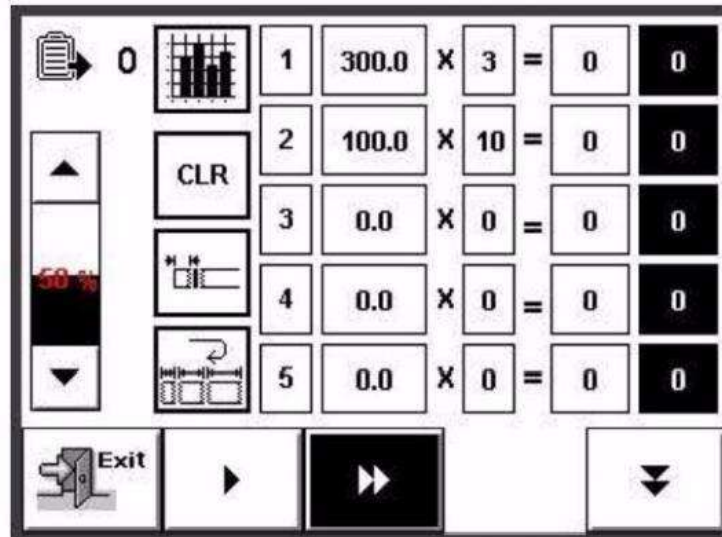 0
1 300.0 X 3 = 0 0
CLR
2 100.0 X 10 = 0 0
50 %
3 0.0 X 0 = 0 0
4 0.0 X 0 = 0 0
5 0.0 X 0 = 0 0
Exit